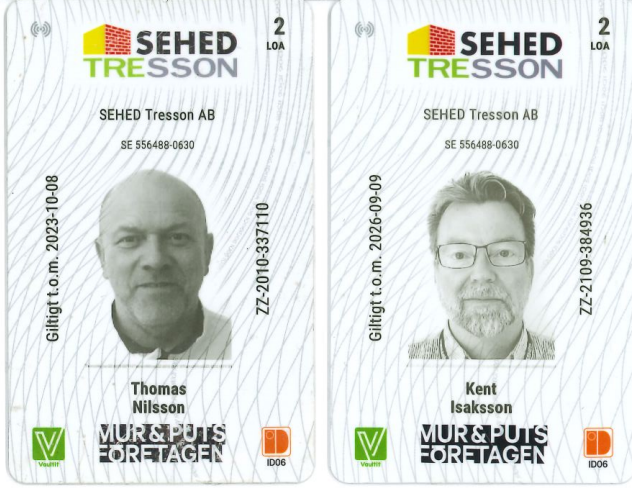 SEHED
TRESSON
2
LOA
SEHED Tresson AB
SE 556488-0630
Giltigt t.o.m. 2023-10-08
ZZ-2010-337110
Thomas
Nilsson
Vaultit
MUR&PUTS
FÖRETAGEN
ID06
SEHED
TRESSON
2
LOA
SEHED Tresson AB
SE 556488-0630
Giltigt t.o.m. 2026-09-09
ZZ-2109-384936
Kent
Isaksson
Vaultit
MUR&PUTS
FÖRETAGEN
ID06